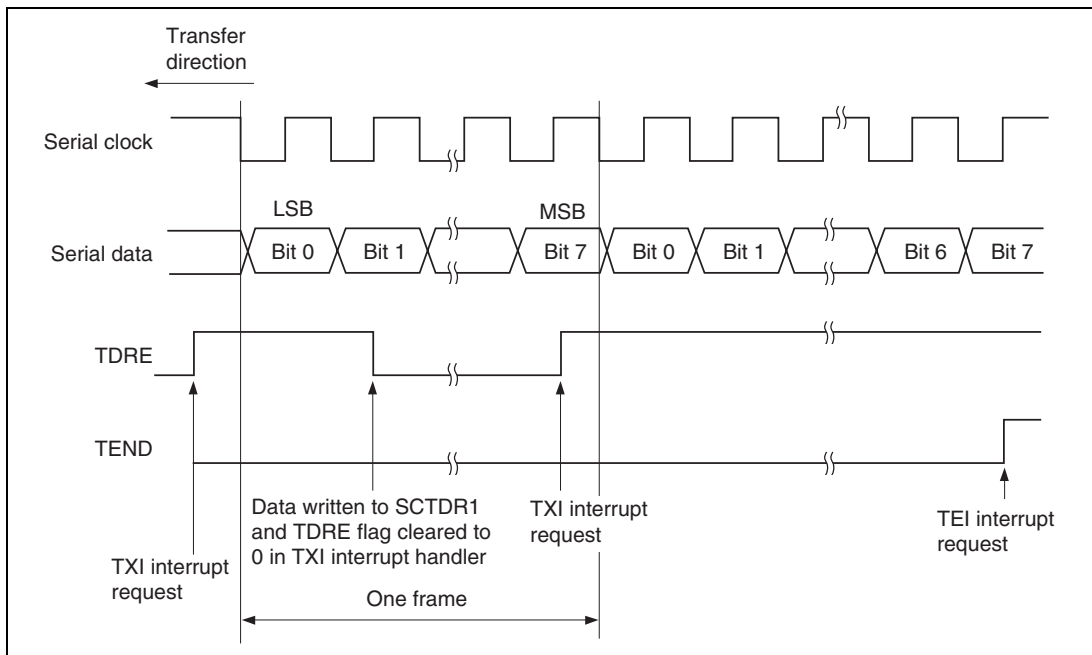 Transfer
direction
Serial clock
LSB
MSB
Serial data
Bit 0
Bit 1
Bit 7
Bit 0
Bit 1
Bit 6
Bit 7
TDRE
TEND
Data written to SCTDR1
and TDRE flag cleared to
0 in TXI interrupt handler
TXI interrupt
request
TEI interrupt
request
TXI interrupt
request
One frame